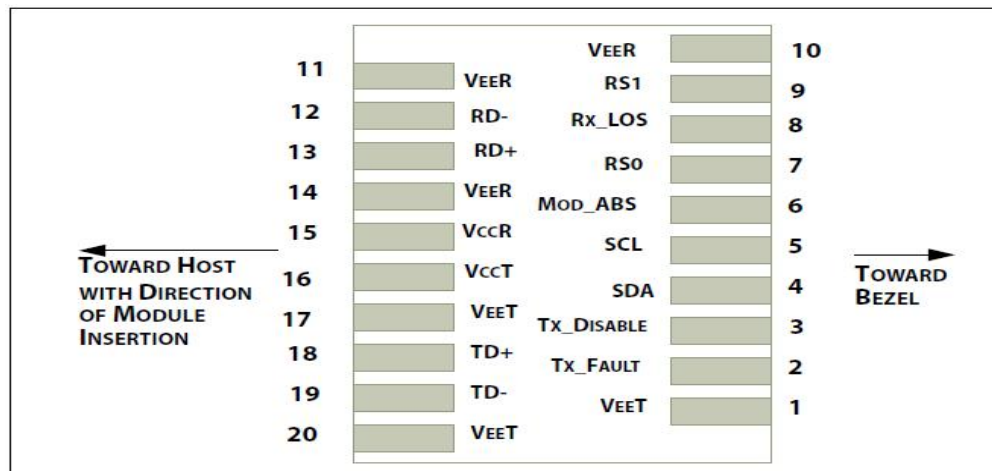 11
VEER
12
RD-
13
RD+
14
VEER
15
VCCR
16
VCCT
17
VEET
18
TD+
19
TD-
20
VEET
VEER
10
RS1
9
RX_LOS
8
RS0
7
MOD_ABS
6
SCL
5
SDA
4
TX_DISABLE
3
TX_FAULT
2
VEET
1
TOWARD HOST
WITH DIRECTION
OF MODULE
INSERTION
TOWARD
BEZEL